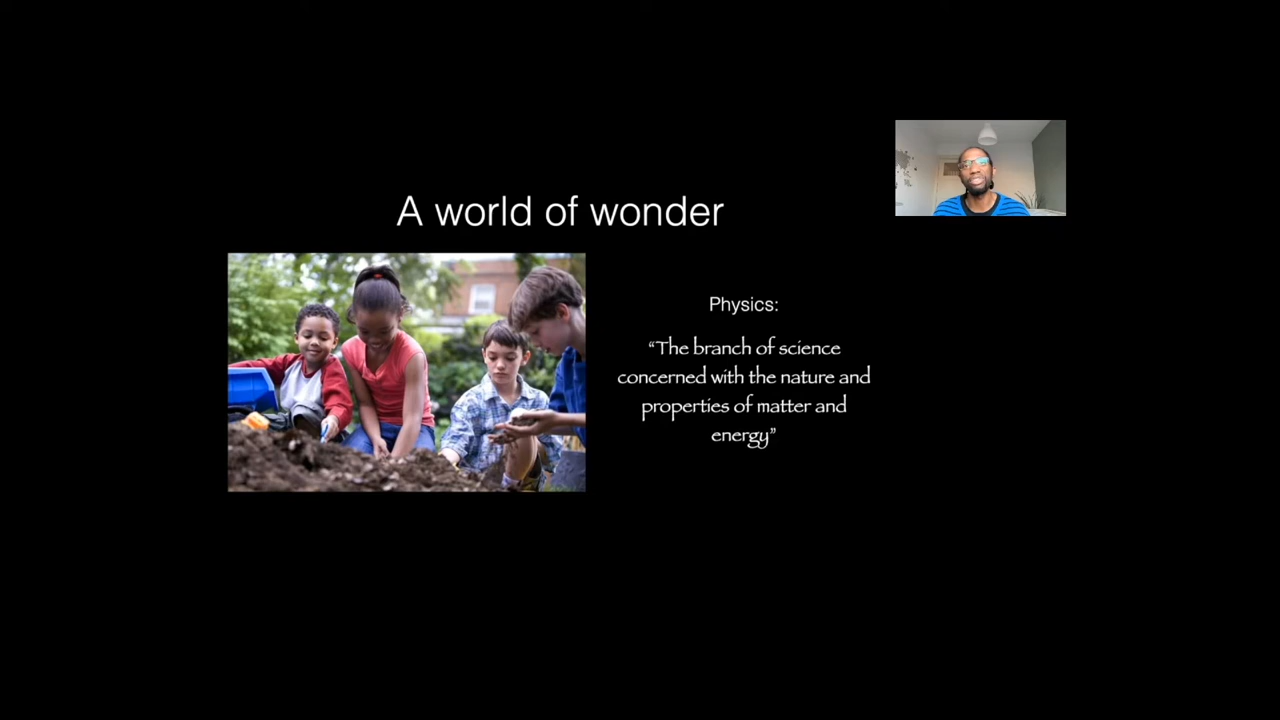 A world of wonder
Physics:
“The branch of science
concerned with the nature and
properties of matter and
energy”